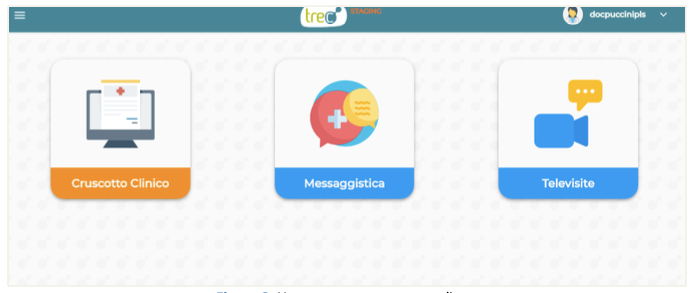 trec
STAGING
docpuccinipls
Cruscotto Clinico
Messaggistica
Televisite